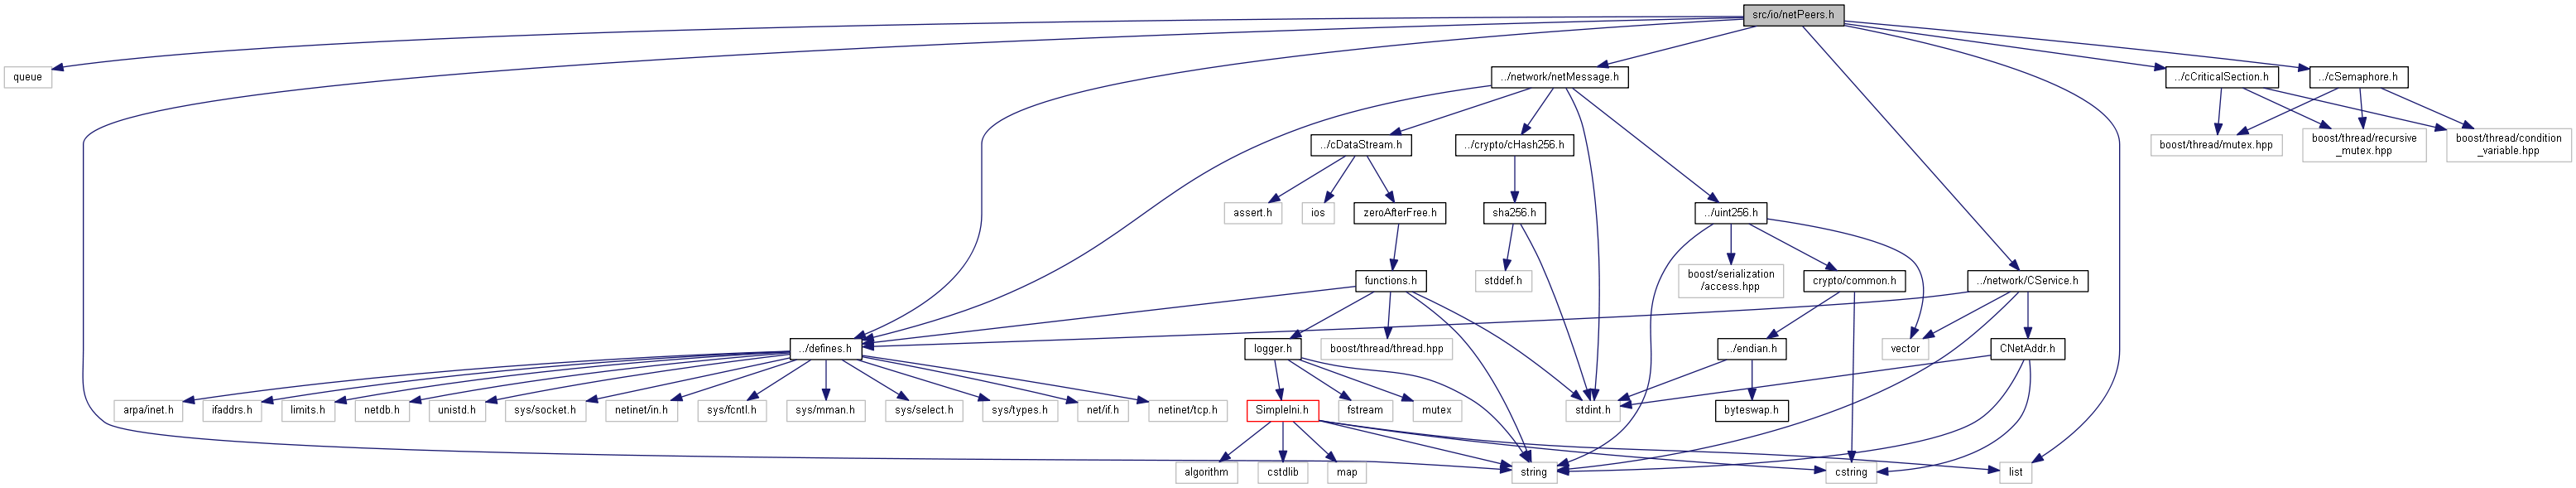 src/io/netPeers.h
queue
../network/netMessage.h
../cCriticalSection.h
../cSemaphore.h
../cDataStream.h
../crypto/cHash256.h
boost/thread/mutex.hpp
boost/thread/recursive
_mutex.hpp
boost/thread/condition
_variable.hpp
assert.h
ios
zeroAfterFree.h
sha256.h
../uint256.h
functions.h
stddef.h
boost/serialization
/access.hpp
crypto/common.h
../network/CService.h
../defines.h
logger.h
boost/thread/thread.hpp
../endian.h
vector
CNetAddr.h
arpa/inet.h
ifaddrs.h
limits.h
netdb.h
unistd.h
sys/socket.h
netinet/in.h
sys/fcntl.h
sys/mman.h
sys/select.h
sys/types.h
net/if.h
netinet/tcp.h
SimpleIni.h
fstream
mutex
stdint.h
byteswap.h
algorithm
cstdlib
map
string
cstring
list